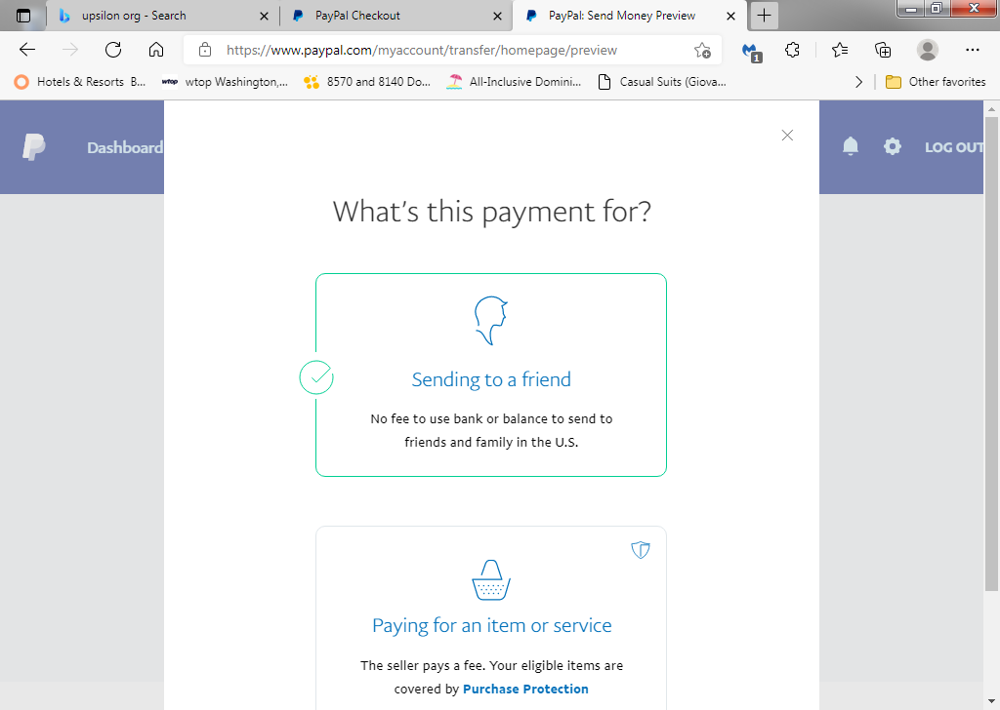 upsilon org - Search
PayPal Checkout
PayPal: Send Money Preview
https://www.paypal.com/myaccount/transfer/homepage/preview
1
Hotels & Resorts B...
wtop
wtop Washington,...
8570 and 8140 Do...
All-Inclusive Domini...
Casual Suits (Giova...
Other favorites
Dashboard
LOG OUT
What's this payment for?
Sending to a friend
No fee to use bank or balance to send to
friends and family in the U.S.
Paying for an item or service
The seller pays a fee. Your eligible items are
covered by Purchase Protection